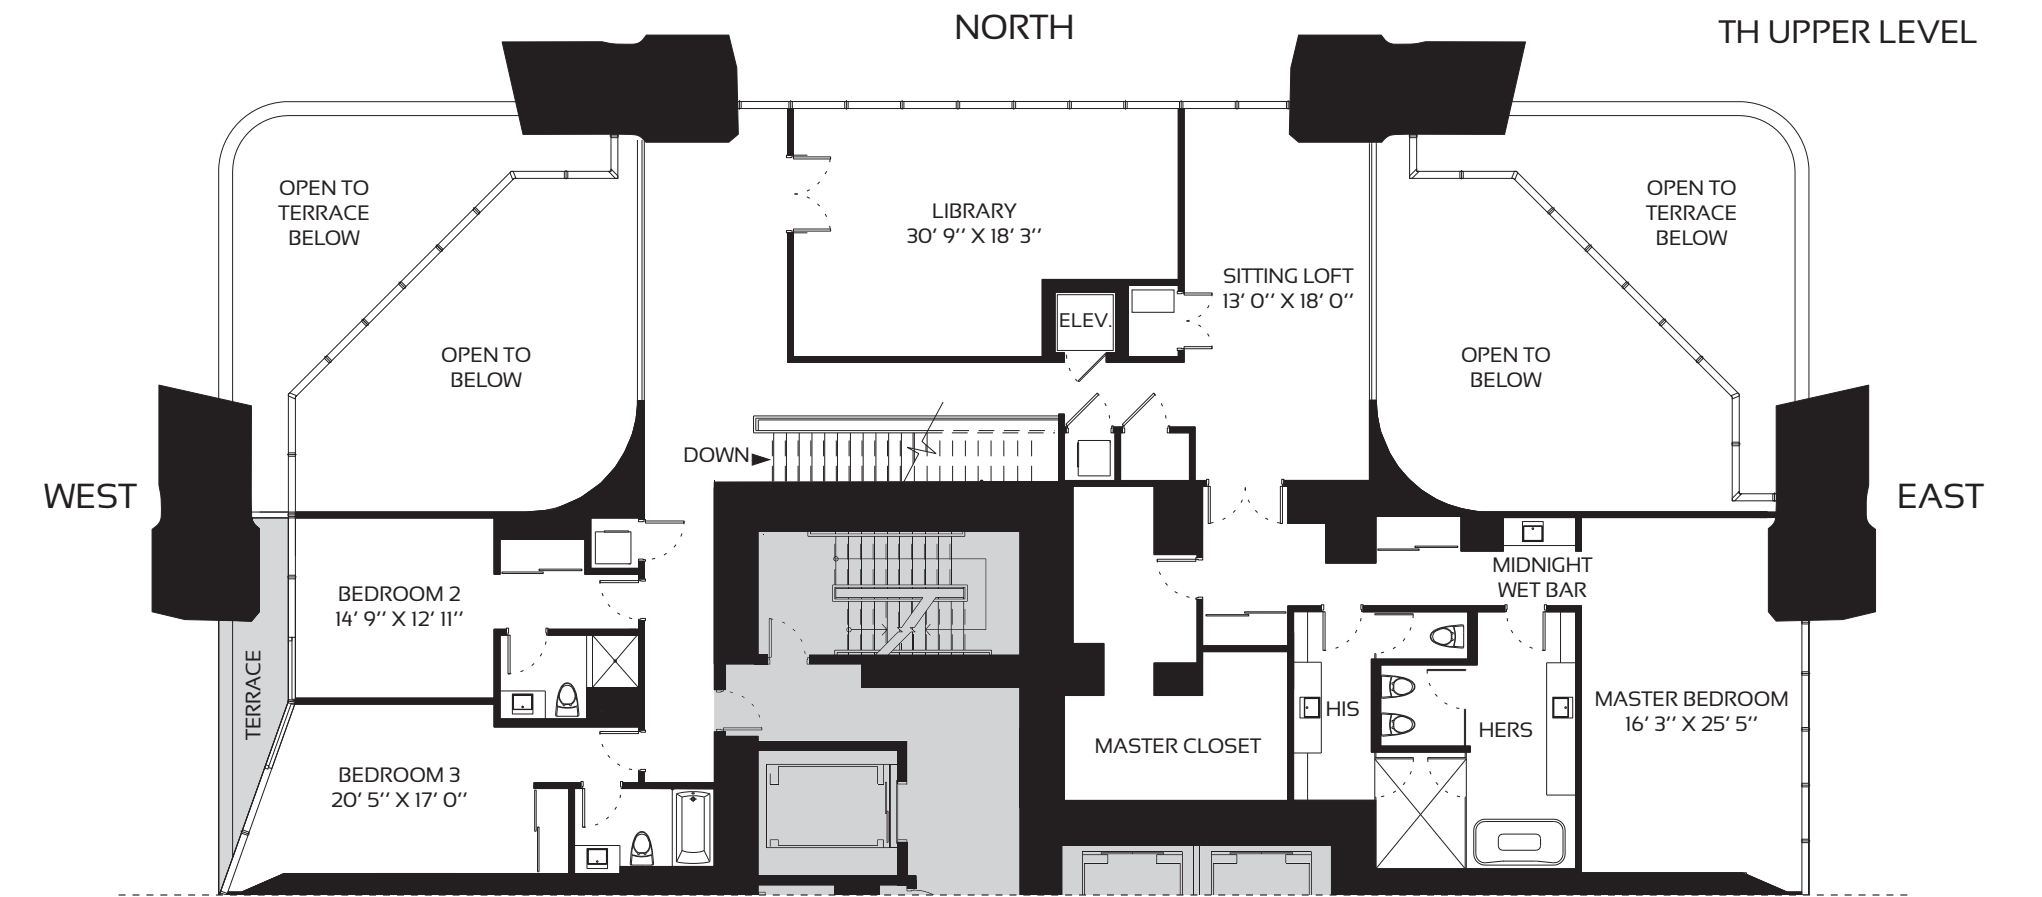 NORTH
TH UPPER LEVEL
OPEN TO
TERRACE
BELOW
LIBRARY
30' 9'' X 18' 3''
OPEN TO
TERRACE
BELOW
SITTING LOFT
13' 0'' X 18' 0''
ELEV.
OPEN TO
BELOW
OPEN TO
BELOW
DOWN
WEST
EAST
BEDROOM 2
14' 9'' X 12' 11''
MIDNIGHT
WET BAR
TERRACE
HIS
HERS
MASTER BEDROOM
16' 3'' X 25' 5''
MASTER CLOSET
BEDROOM 3
20' 5'' X 17' 0''